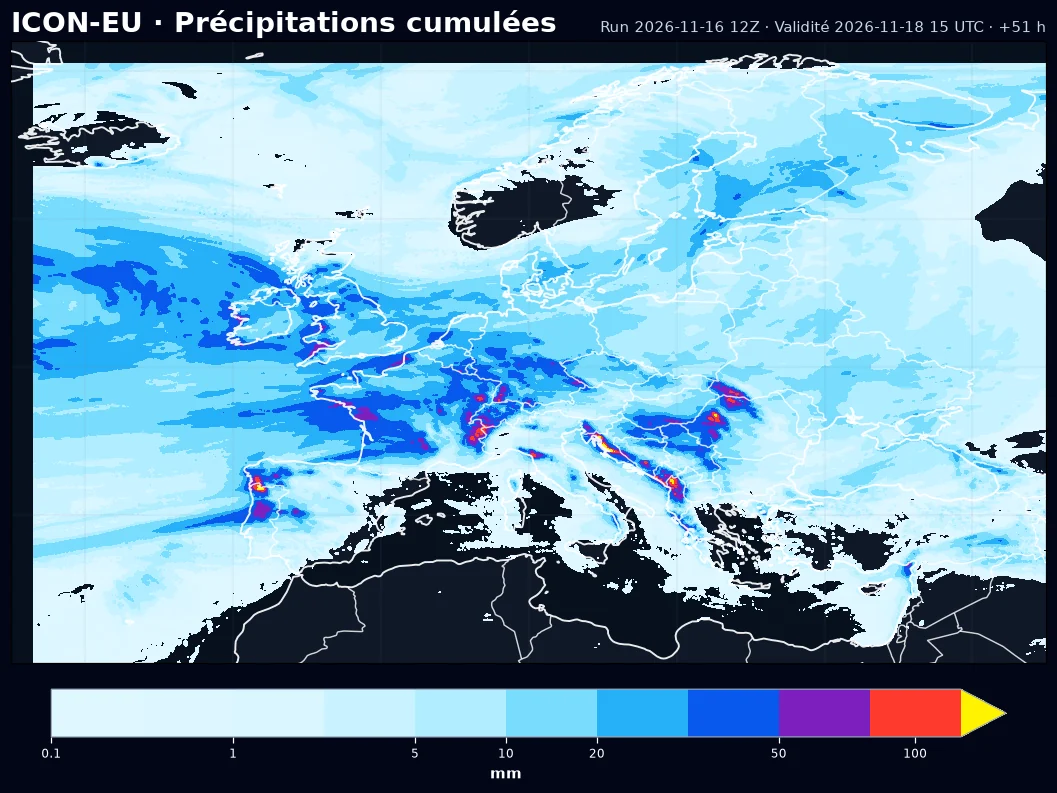 ICON-EU · Précipitations cumulées
Run 2026-11-16 12Z · Validité 2026-11-18 15 UTC · +51 h
0.1 1 5 10 20 50 100
mm